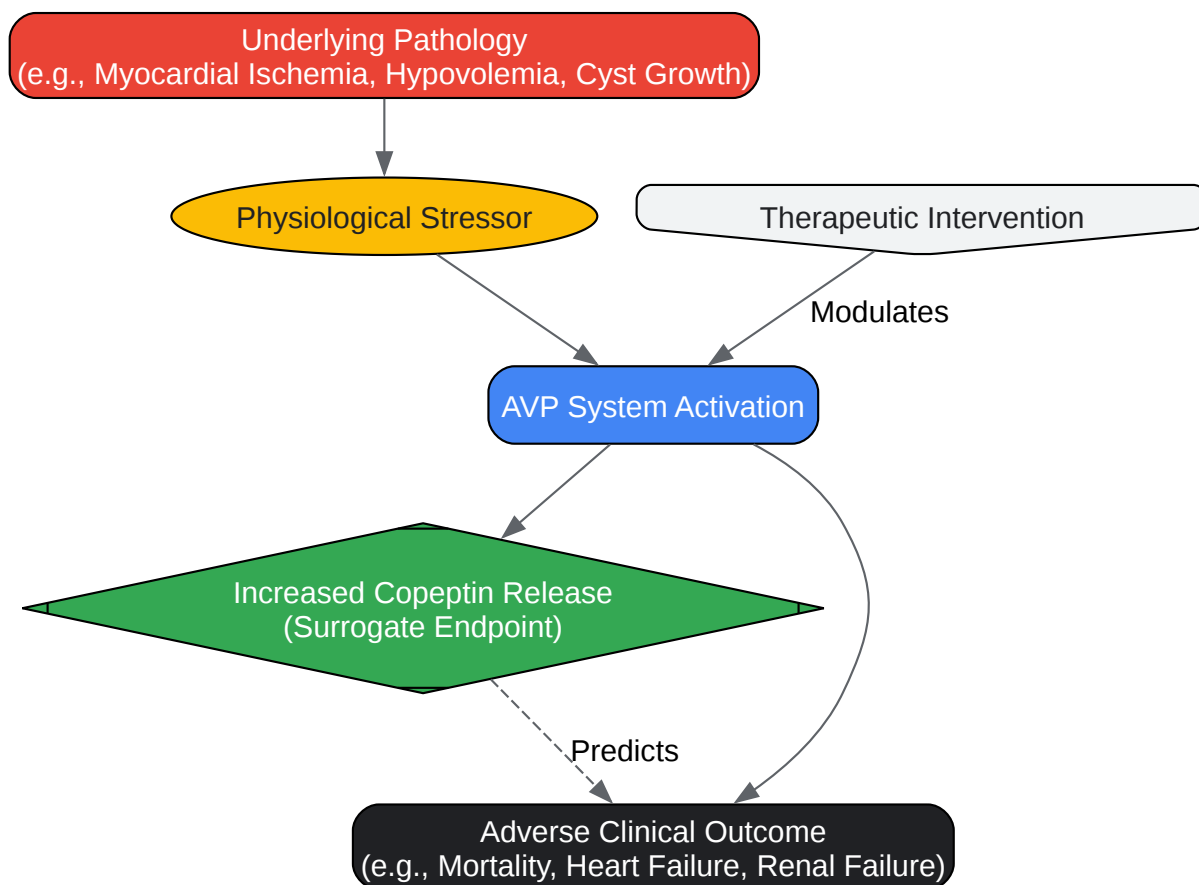 Underlying Pathology
(e.g., Myocardial Ischemia, Hypovolemia, Cyst Growth)
Physiological Stressor
Therapeutic Intervention
Modulates
AVP System Activation
Increased Copeptin Release
(Surrogate Endpoint)
Predicts
Adverse Clinical Outcome
(e.g., Mortality, Heart Failure, Renal Failure)